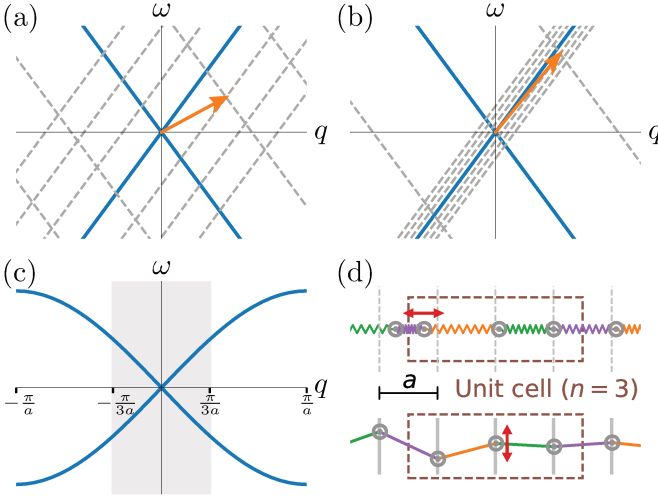 (a) ω
q
(b) ω
q
(c) ω
q
−π/a −π/3a π/3a π/a
(d)
a
Unit cell (n = 3)